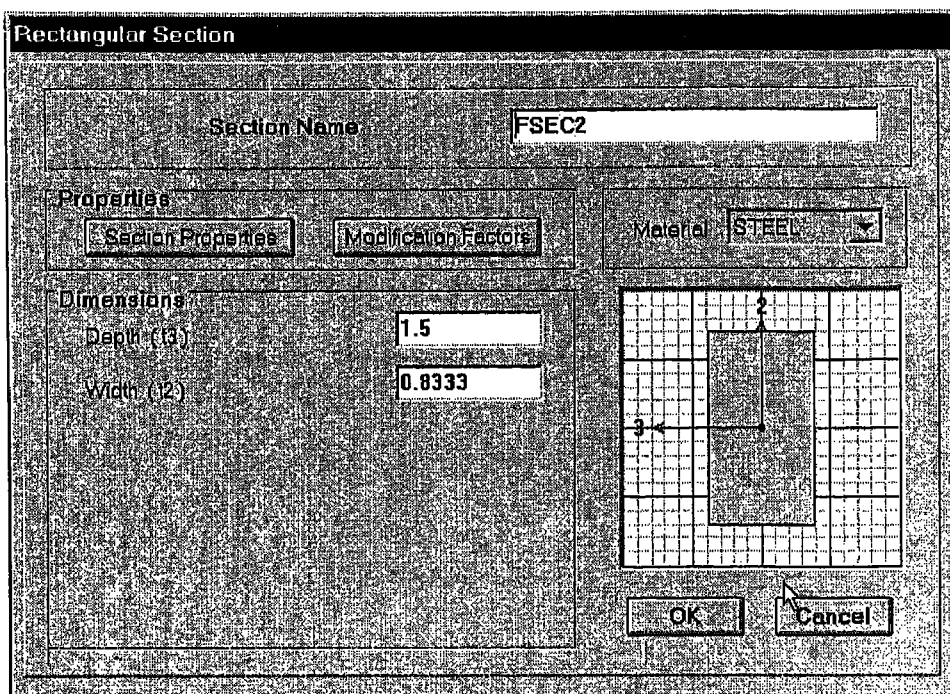 Rectangular Section
Section Name FSEC2
Properties
Section Properties Modification Factors
Material STEEL
Dimensions
Depth (t3) 1.5
Width (t2) 0.8333
2
3
OK Cancel